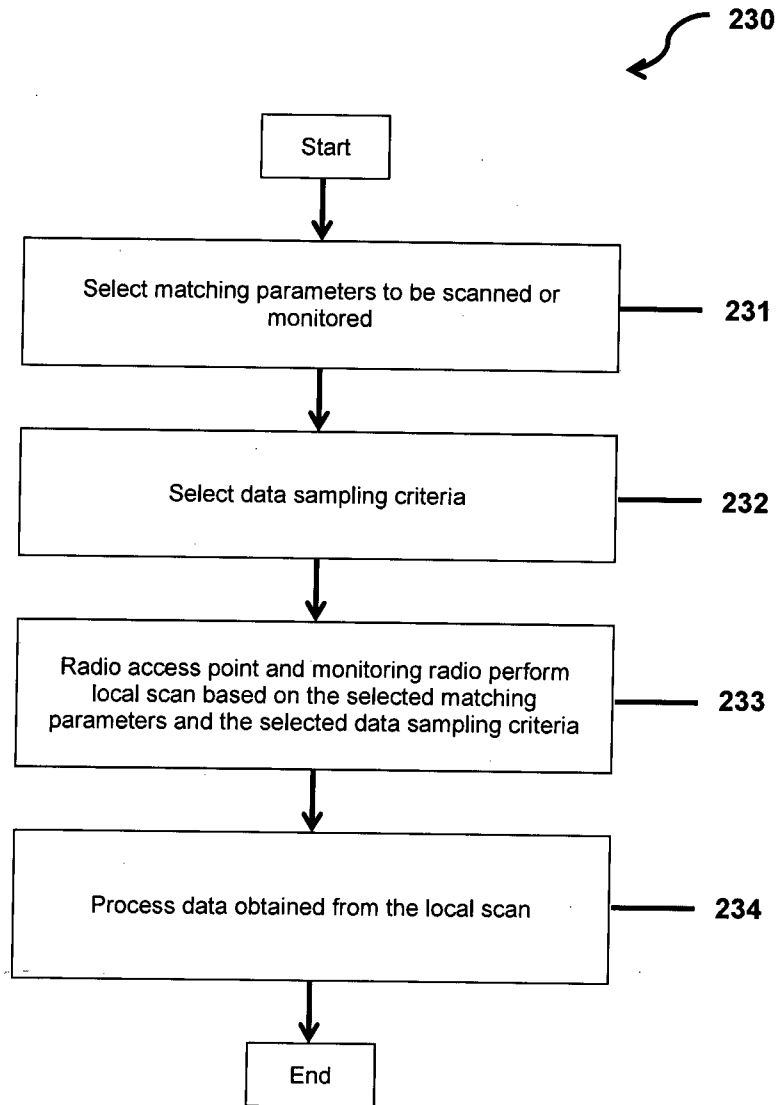 230
Start
Select matching parameters to be scanned or
monitored
231
Select data sampling criteria
232
Radio access point and monitoring radio perform
local scan based on the selected matching
parameters and the selected data sampling criteria
233
Process data obtained from the local scan
234
End